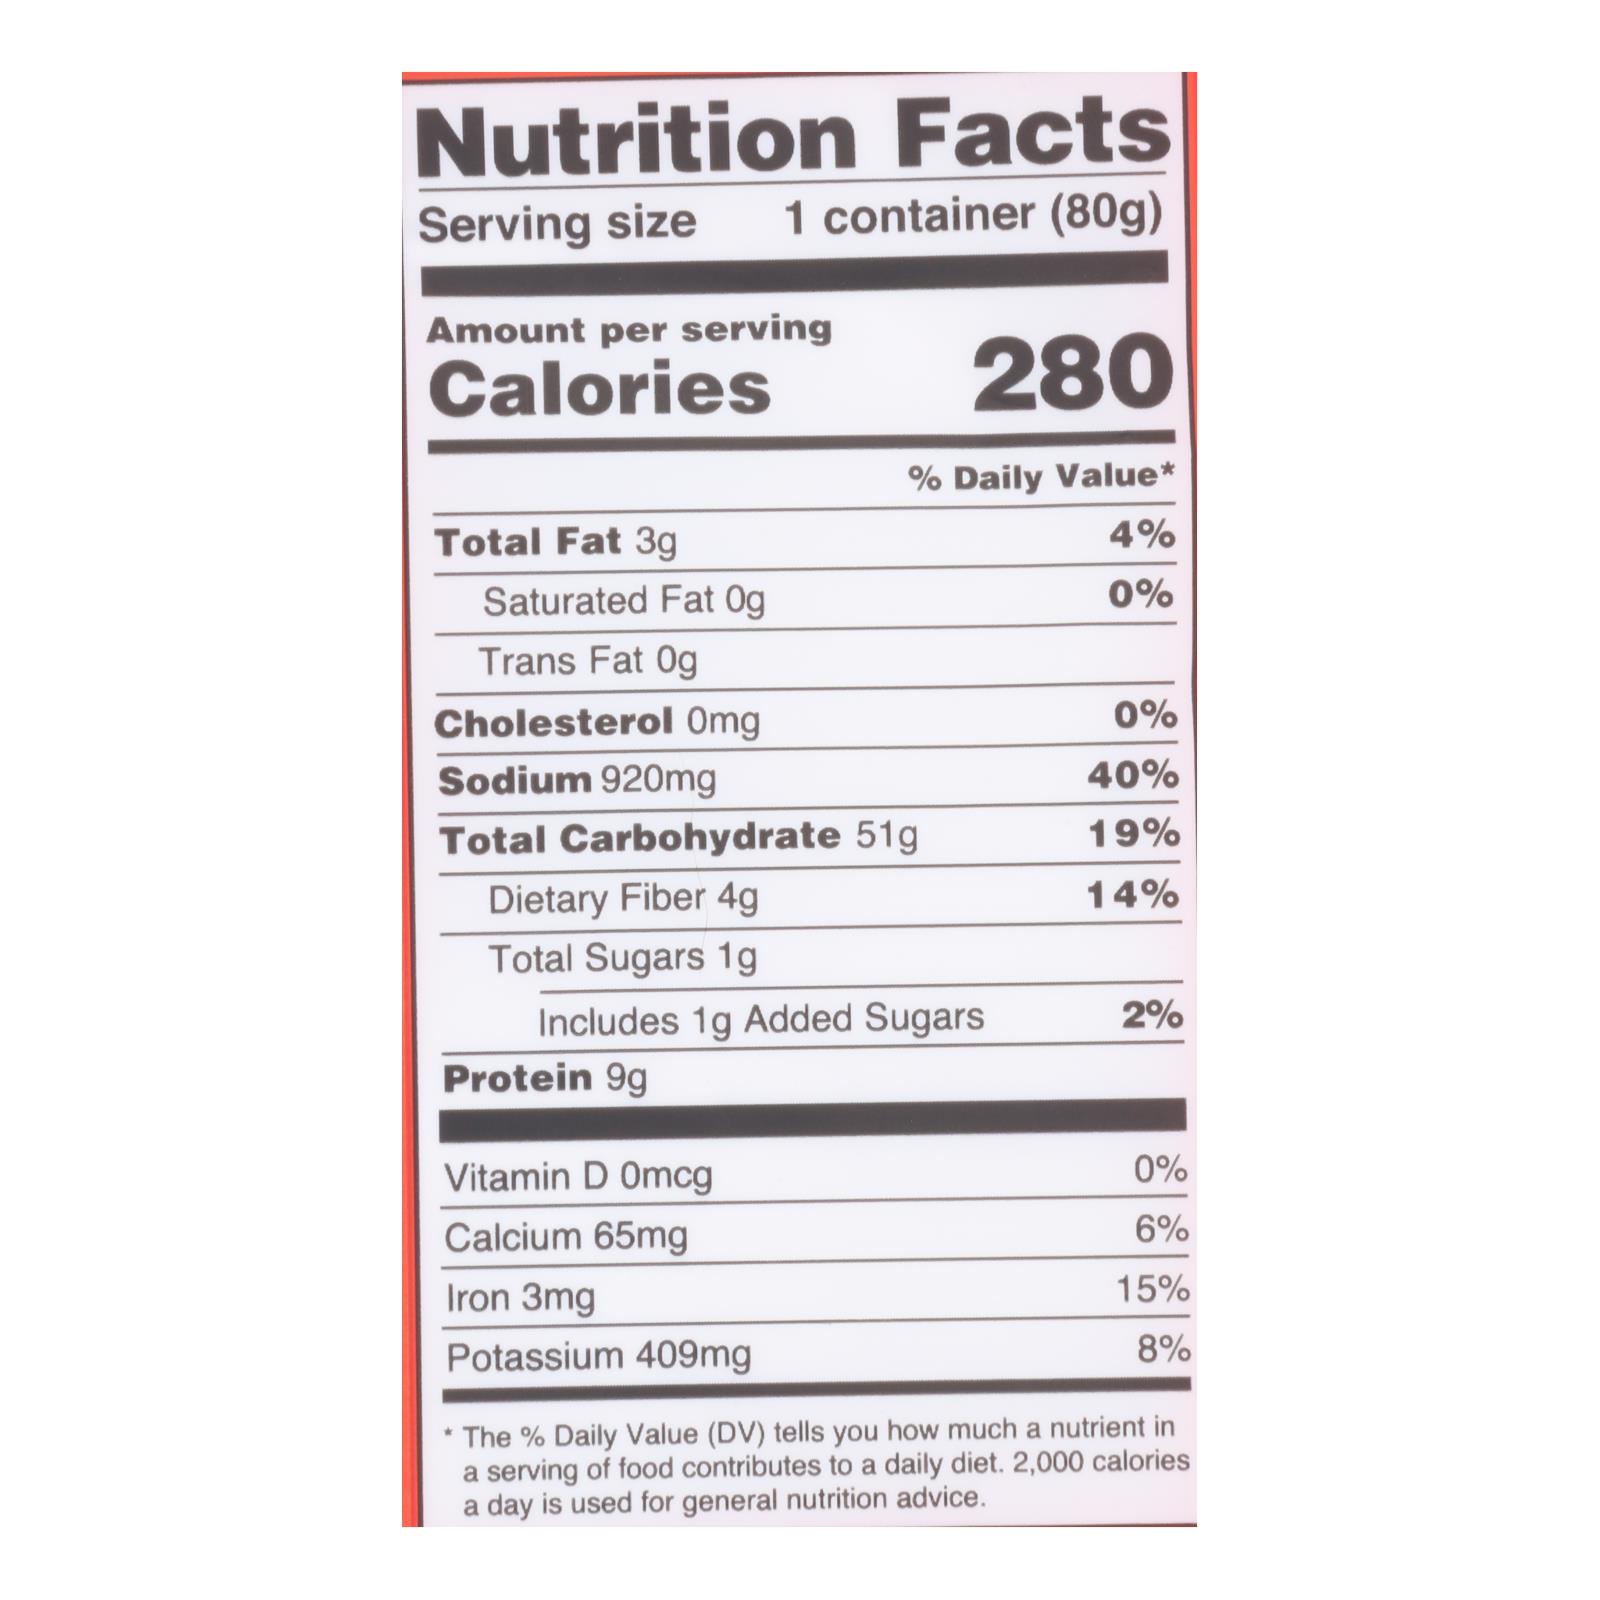 Nutrition Facts
Serving size 1 container (80g)
Amount per serving
Calories 280
% Daily Value*
Total Fat 3g 4%
Saturated Fat 0g 0%
Trans Fat 0g
Cholesterol 0mg 0%
Sodium 920mg 40%
Total Carbohydrate 51g 19%
Dietary Fiber 4g 14%
Total Sugars 1g
Includes 1g Added Sugars 2%
Protein 9g
Vitamin D 0mcg 0%
Calcium 65mg 6%
Iron 3mg 15%
Potassium 409mg 8%
* The % Daily Value (DV) tells you how much a nutrient in
a serving of food contributes to a daily diet. 2,000 calories
a day is used for general nutrition advice.